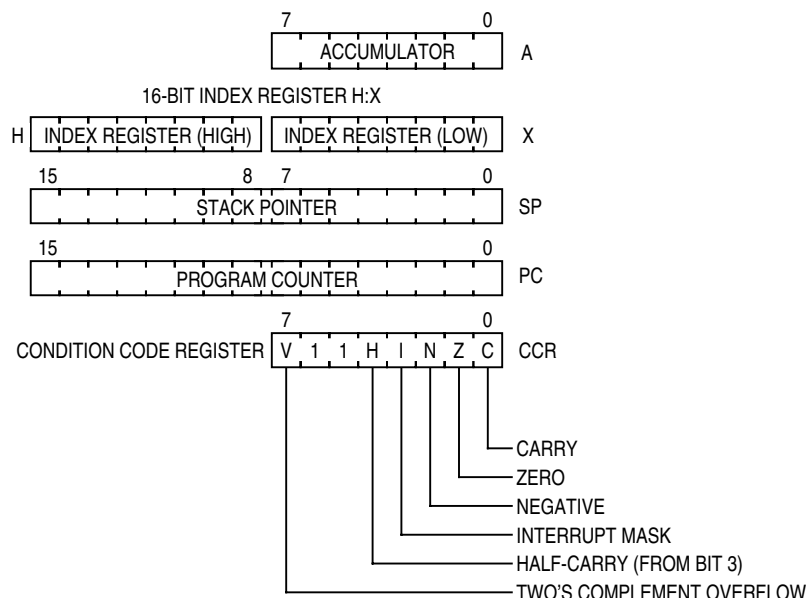 7 0
ACCUMULATOR A
16-BIT INDEX REGISTER H:X
H INDEX REGISTER (HIGH) INDEX REGISTER (LOW) X
15 8 7 0
STACK POINTER SP
15 0
PROGRAM COUNTER PC
7 0
CONDITION CODE REGISTER V 1 1 H I N Z C CCR
CARRY
ZERO
NEGATIVE
INTERRUPT MASK
HALF-CARRY (FROM BIT 3)
TWO'S COMPLEMENT OVERFLOW